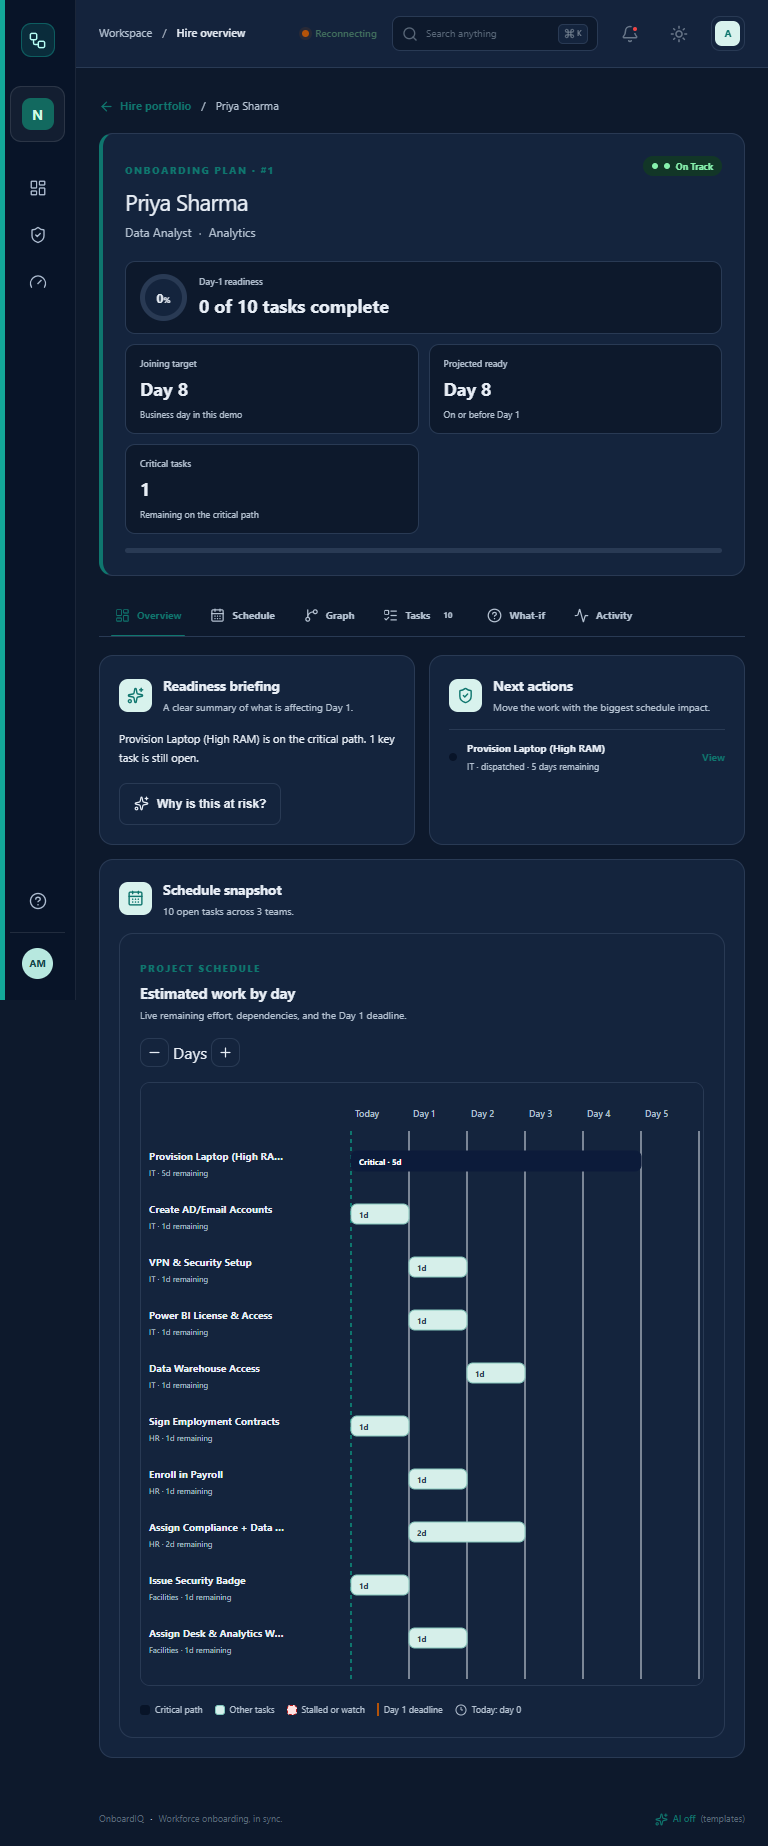 Workspace / Hire overview
Reconnecting
Search anything
⌘ K
A
N
← Hire portfolio / Priya Sharma
ONBOARDING PLAN · #1
On Track
Priya Sharma
Data Analyst · Analytics
0%
Day-1 readiness
0 of 10 tasks complete
Joining target
Day 8
Business day in this demo
Projected ready
Day 8
On or before Day 1
Critical tasks
1
Remaining on the critical path
Overview
Schedule
Graph
Tasks 10
What-if
Activity
Readiness briefing
A clear summary of what is affecting Day 1.
Provision Laptop (High RAM) is on the critical path. 1 key
task is still open.
Why is this at risk?
Next actions
Move the work with the biggest schedule impact.
Provision Laptop (High RAM)
IT · dispatched · 5 days remaining
View
Schedule snapshot
10 open tasks across 3 teams.
AM
PROJECT SCHEDULE
Estimated work by day
Live remaining effort, dependencies, and the Day 1 deadline.
− Days +
Today Day 1 Day 2 Day 3 Day 4 Day 5
Provision Laptop (High RA...
IT · 5d remaining
Critical · 5d
Create AD/Email Accounts
IT · 1d remaining
1d
VPN & Security Setup
IT · 1d remaining
1d
Power BI License & Access
IT · 1d remaining
1d
Data Warehouse Access
IT · 1d remaining
1d
Sign Employment Contracts
HR · 1d remaining
1d
Enroll in Payroll
HR · 1d remaining
1d
Assign Compliance + Data ...
HR · 2d remaining
2d
Issue Security Badge
Facilities · 1d remaining
1d
Assign Desk & Analytics W...
Facilities · 1d remaining
1d
Critical path
Other tasks
Stalled or watch
Day 1 deadline
Today: day 0
OnboardIQ · Workforce onboarding, in sync.
AI off (templates)